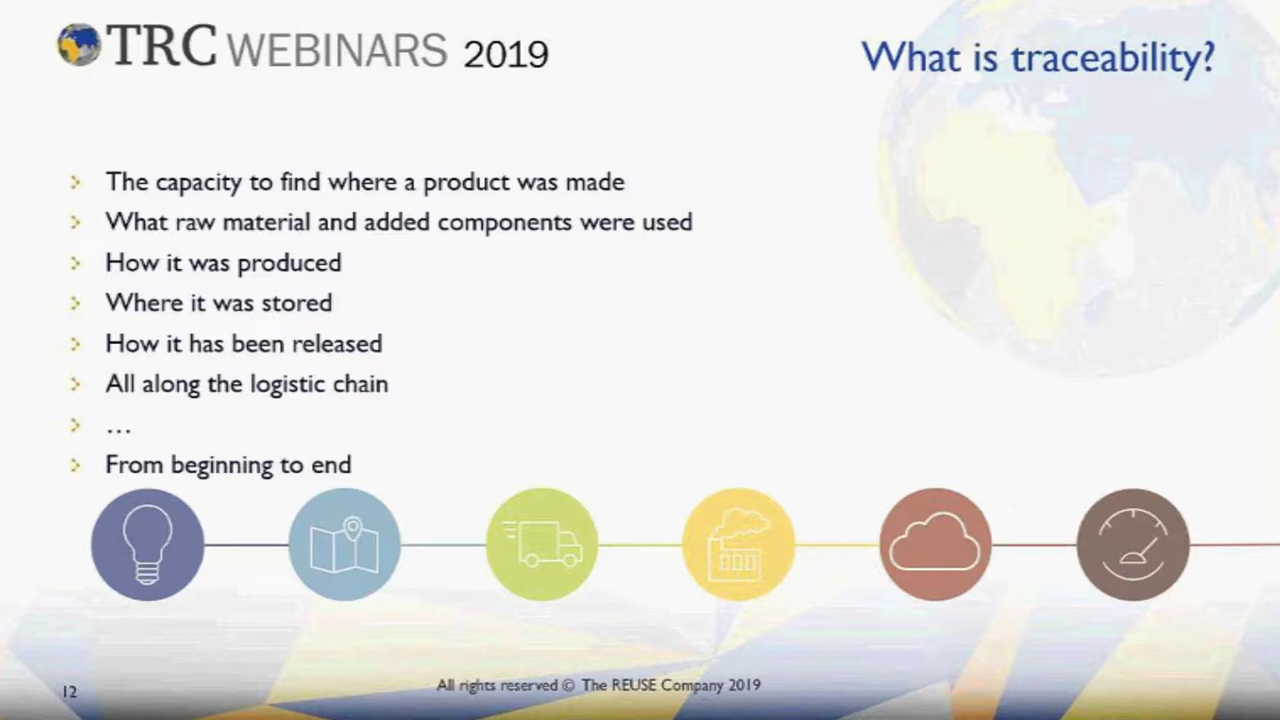 TRC WEBINARS 2019
What is traceability?
The capacity to find where a product was made
What raw material and added components were used
How it was produced
Where it was stored
How it has been released
All along the logistic chain
…
From beginning to end
12
All rights reserved © The REUSE Company 2019